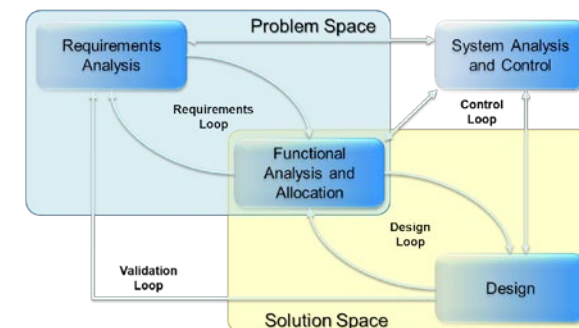 Problem Space
Requirements
Analysis
System Analysis
and Control
Requirements
Loop
Control
Loop
Functional
Analysis and
Allocation
Design
Loop
Validation
Loop
Design
Solution Space